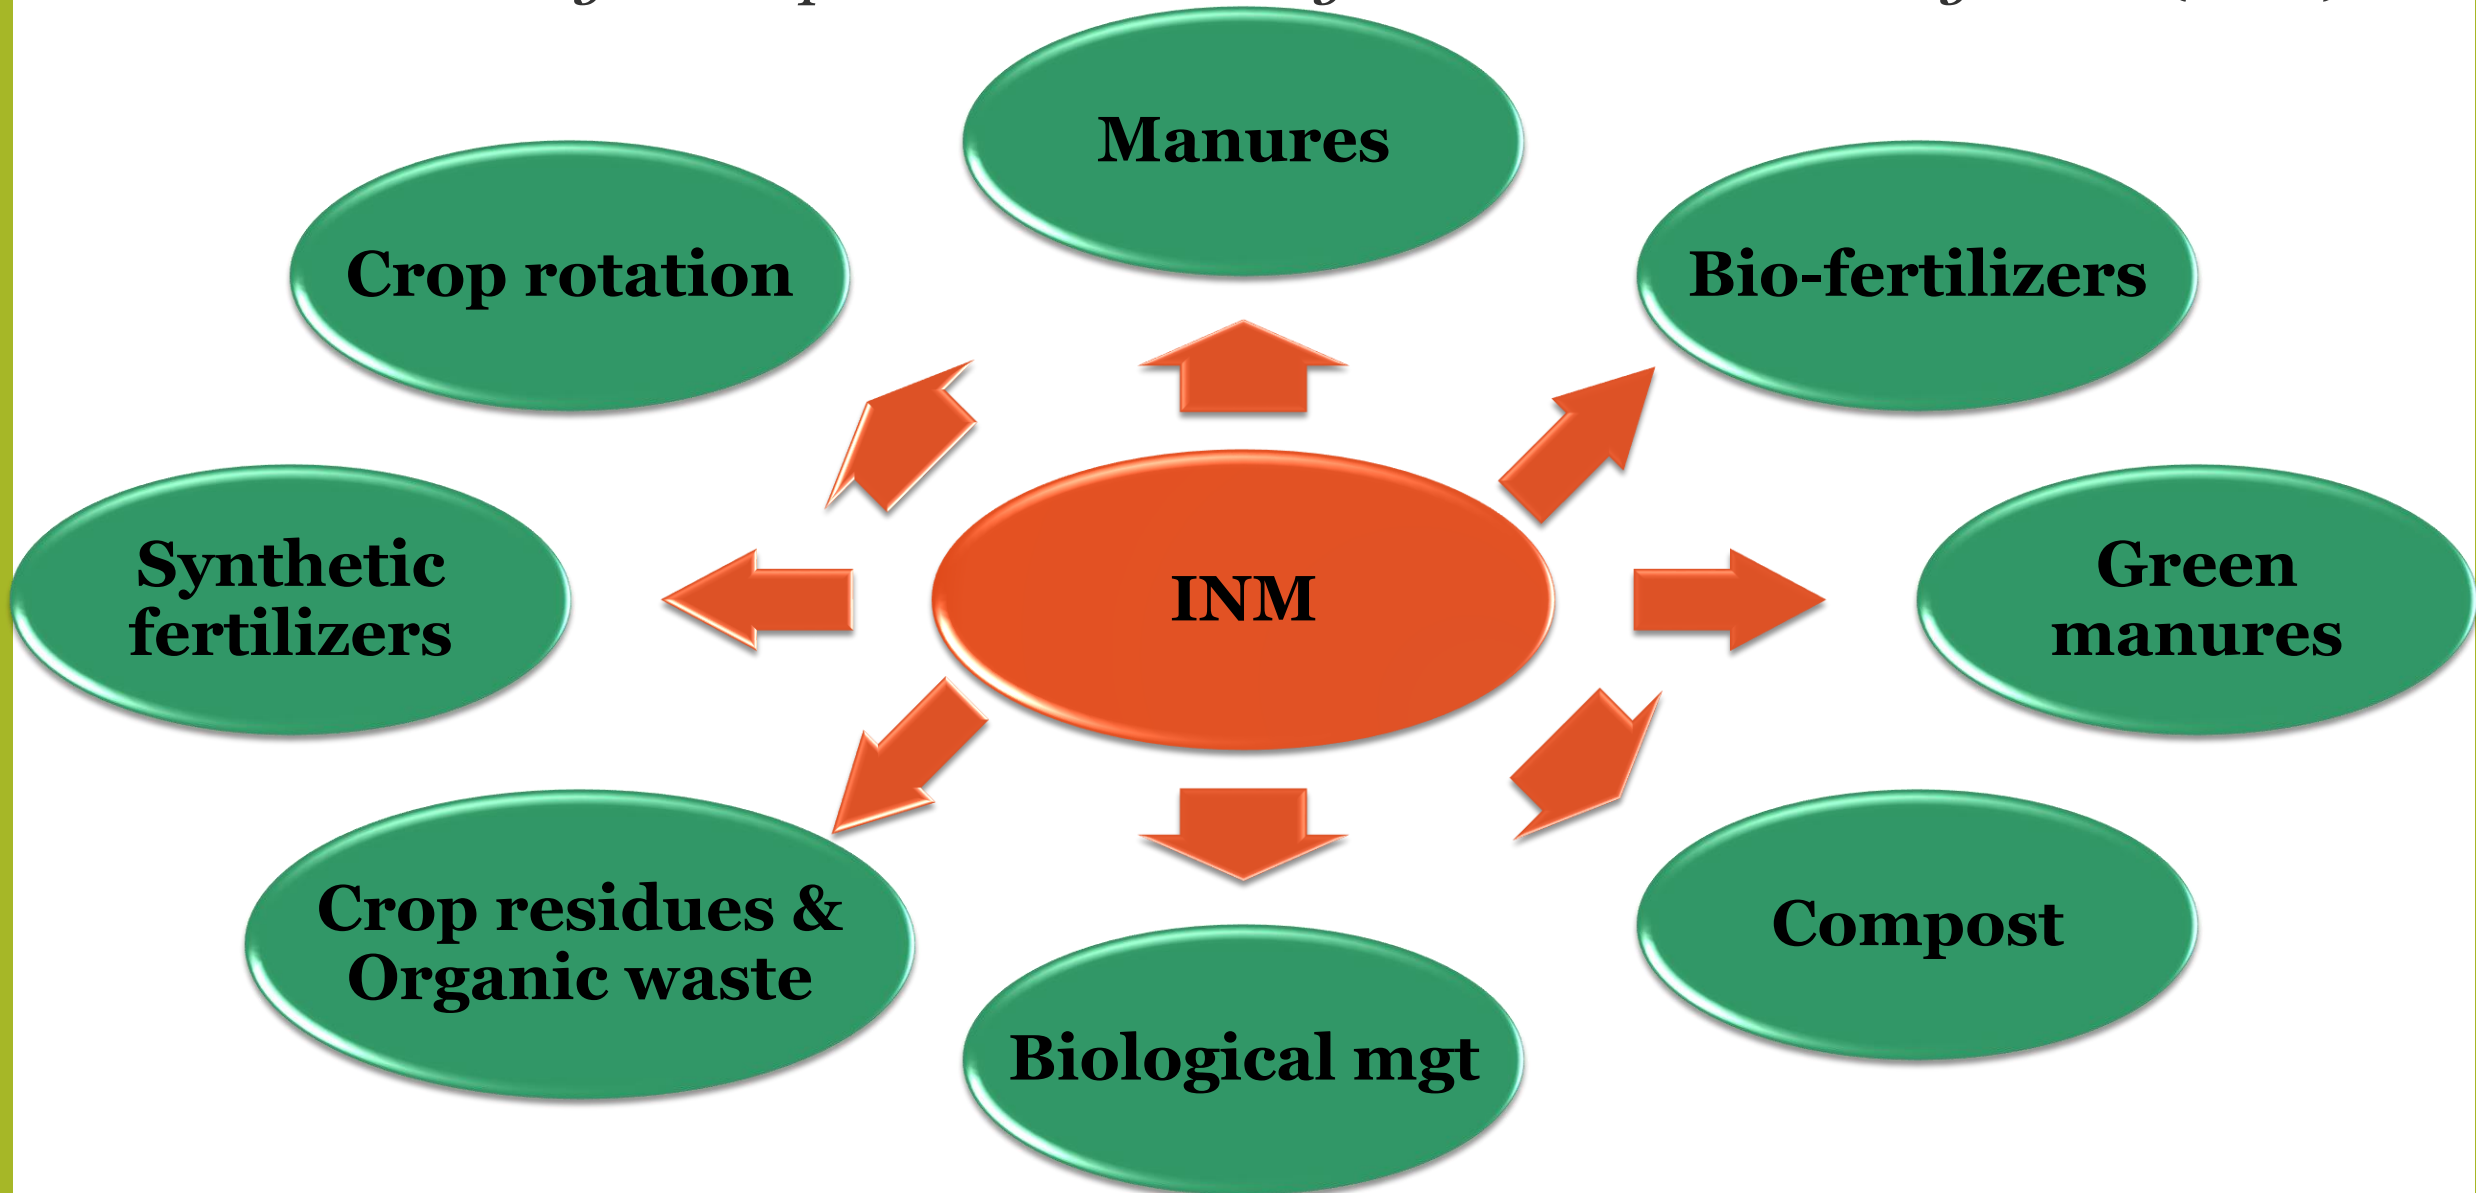 Manures
Bio-fertilizers
Green
manures
Compost
Biological mgt
Crop residues &
Organic waste
Synthetic
fertilizers
Crop rotation
INM